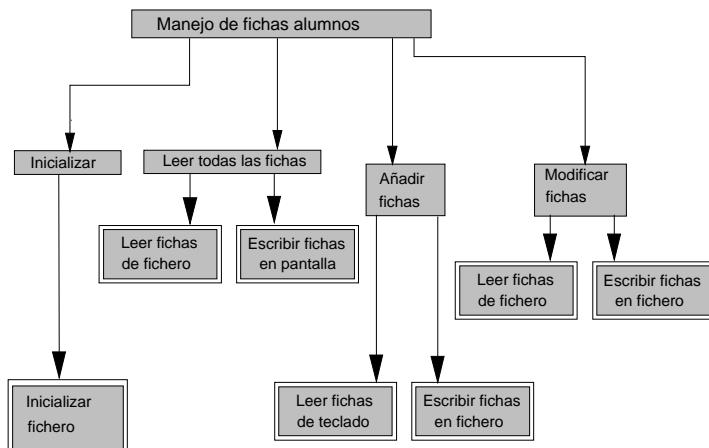 Manejo de fichas alumnos
Inicializar
Leer todas las fichas
Añadir
fichas
Modificar
fichas
Leer fichas
de fichero
Escribir fichas
en pantalla
Leer fichas
de fichero
Escribir fichas
en fichero
Inicializar
fichero
Leer fichas
de teclado
Escribir fichas
en fichero